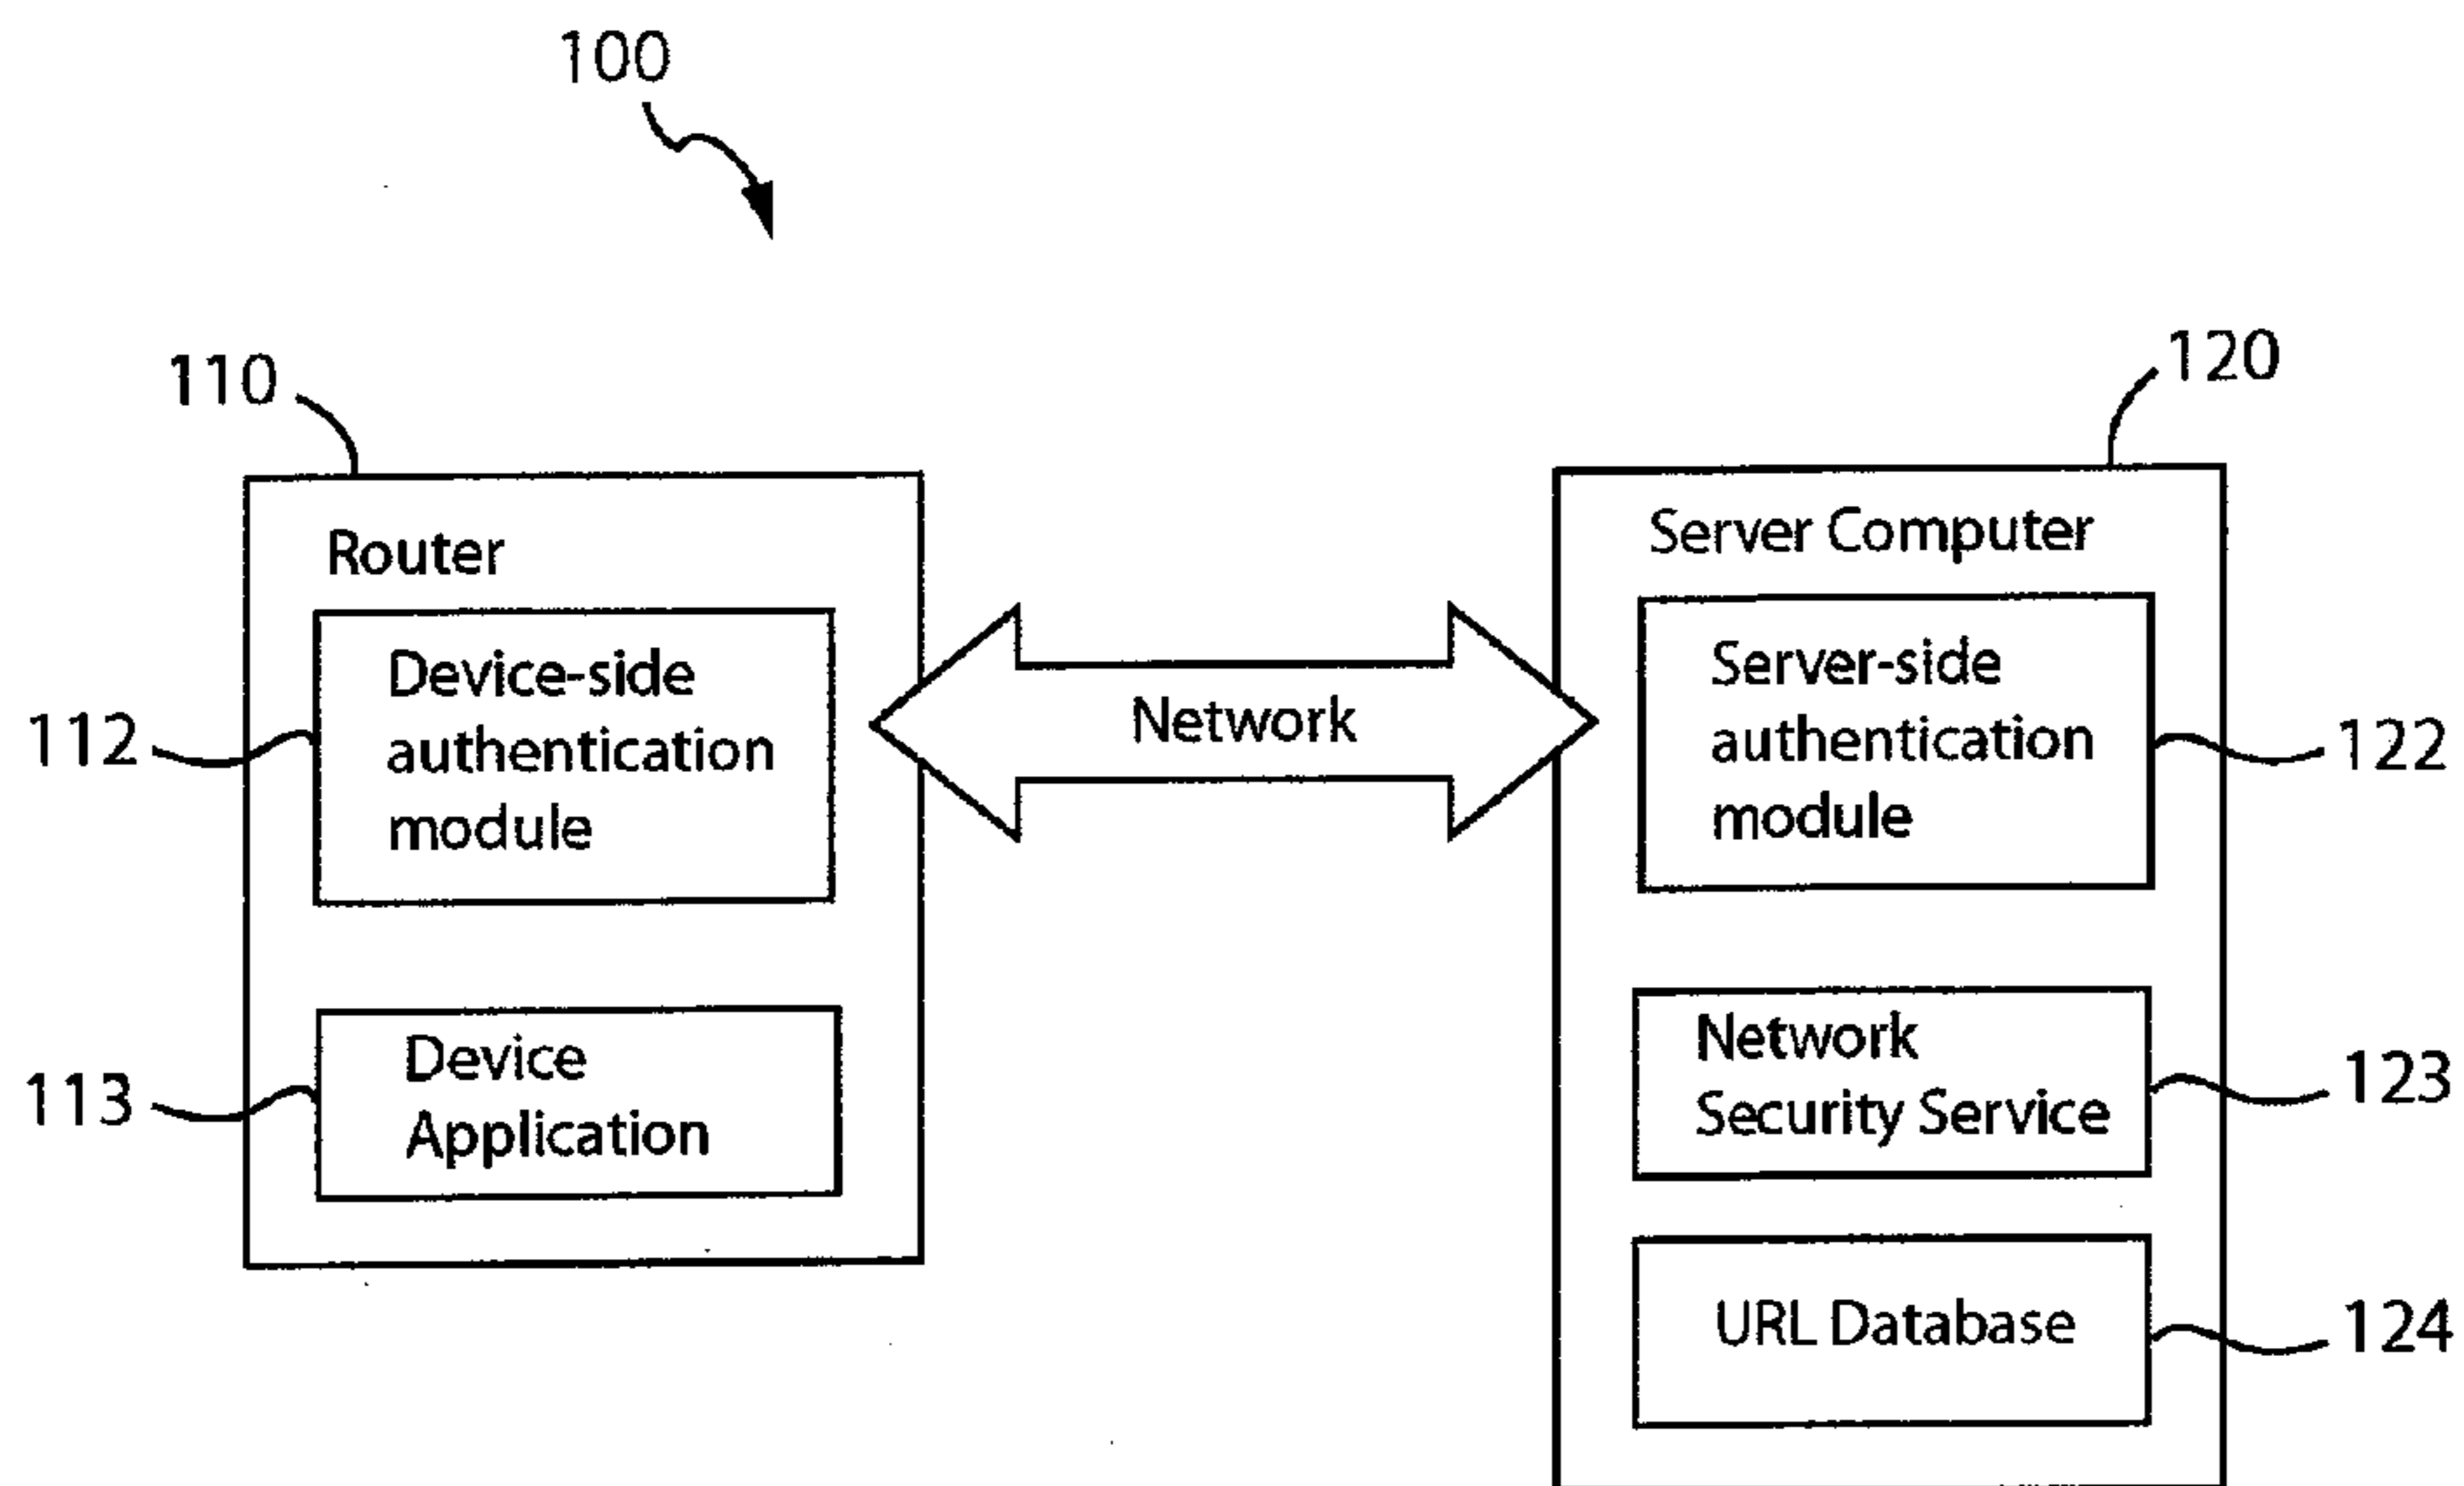 100
110
120
Router
Device-side
authentication
module
112
Device
Application
113
Network
Server Computer
Server-side
authentication
module
122
Network
Security Service
123
URL Database
124